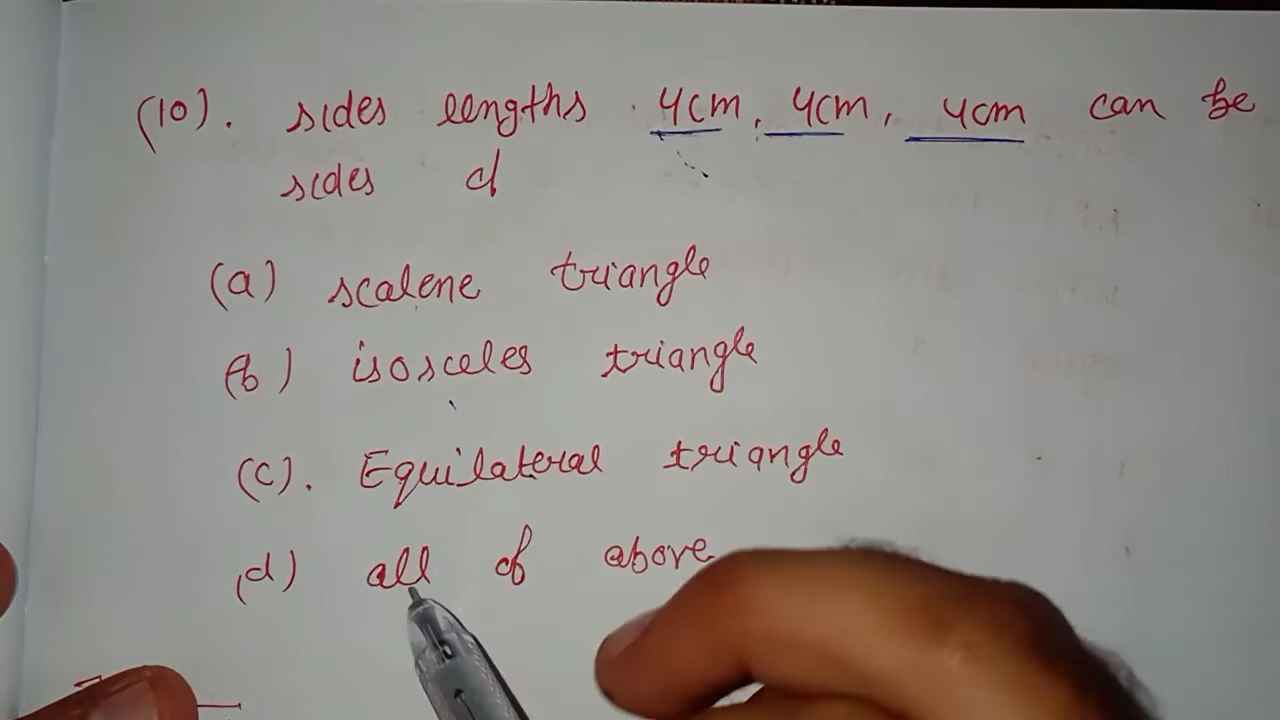 (10). sides lengths 4cm, 4cm, 4cm can be
sides of
(a) scalene triangle
(b) isosceles triangle
(c). Equilateral triangle
(d) all of above